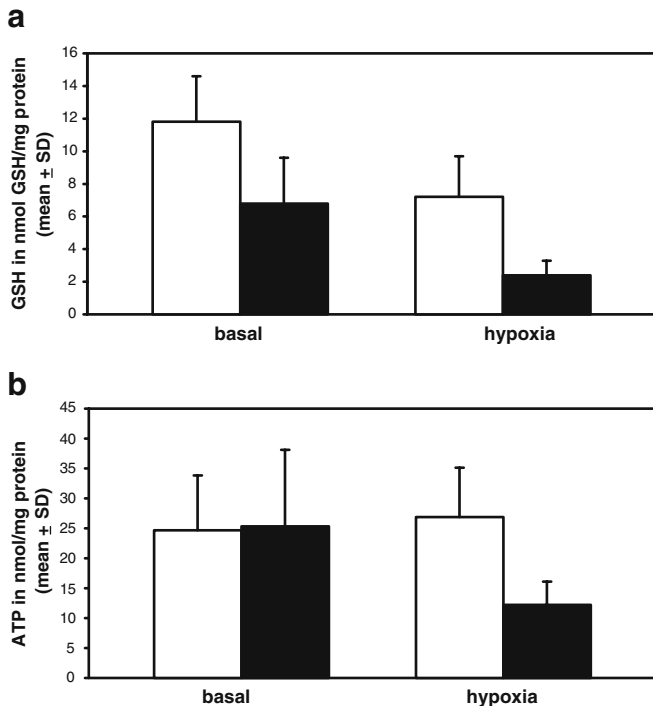 a
GSH in nmol GSH/mg protein
(mean ± SD)
16
14
12
10
8
6
4
2
0
basal hypoxia
b
ATP in nmol/mg protein
(mean ± SD)
45
40
35
30
25
20
15
10
5
0
basal hypoxia